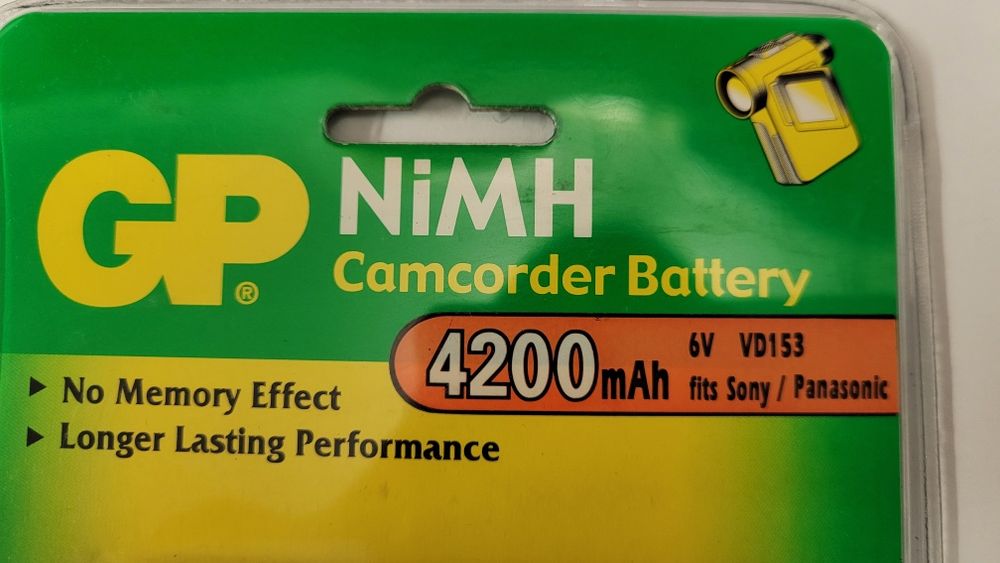 GP®
NiMH
Camcorder Battery
4200mAh
6V VD153
fits Sony / Panasonic
▶ No Memory Effect
▶ Longer Lasting Performance